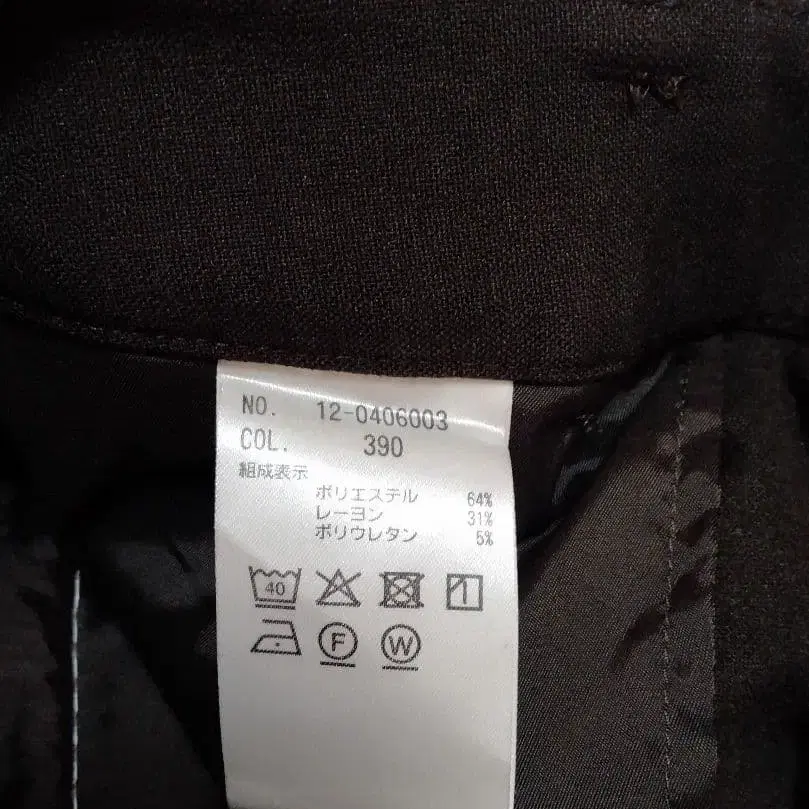 NO. 12-0406003
COL. 390
組成表示
ポリエステル 64%
レーヨン 31%
ポリウレタン 5%
40
F W